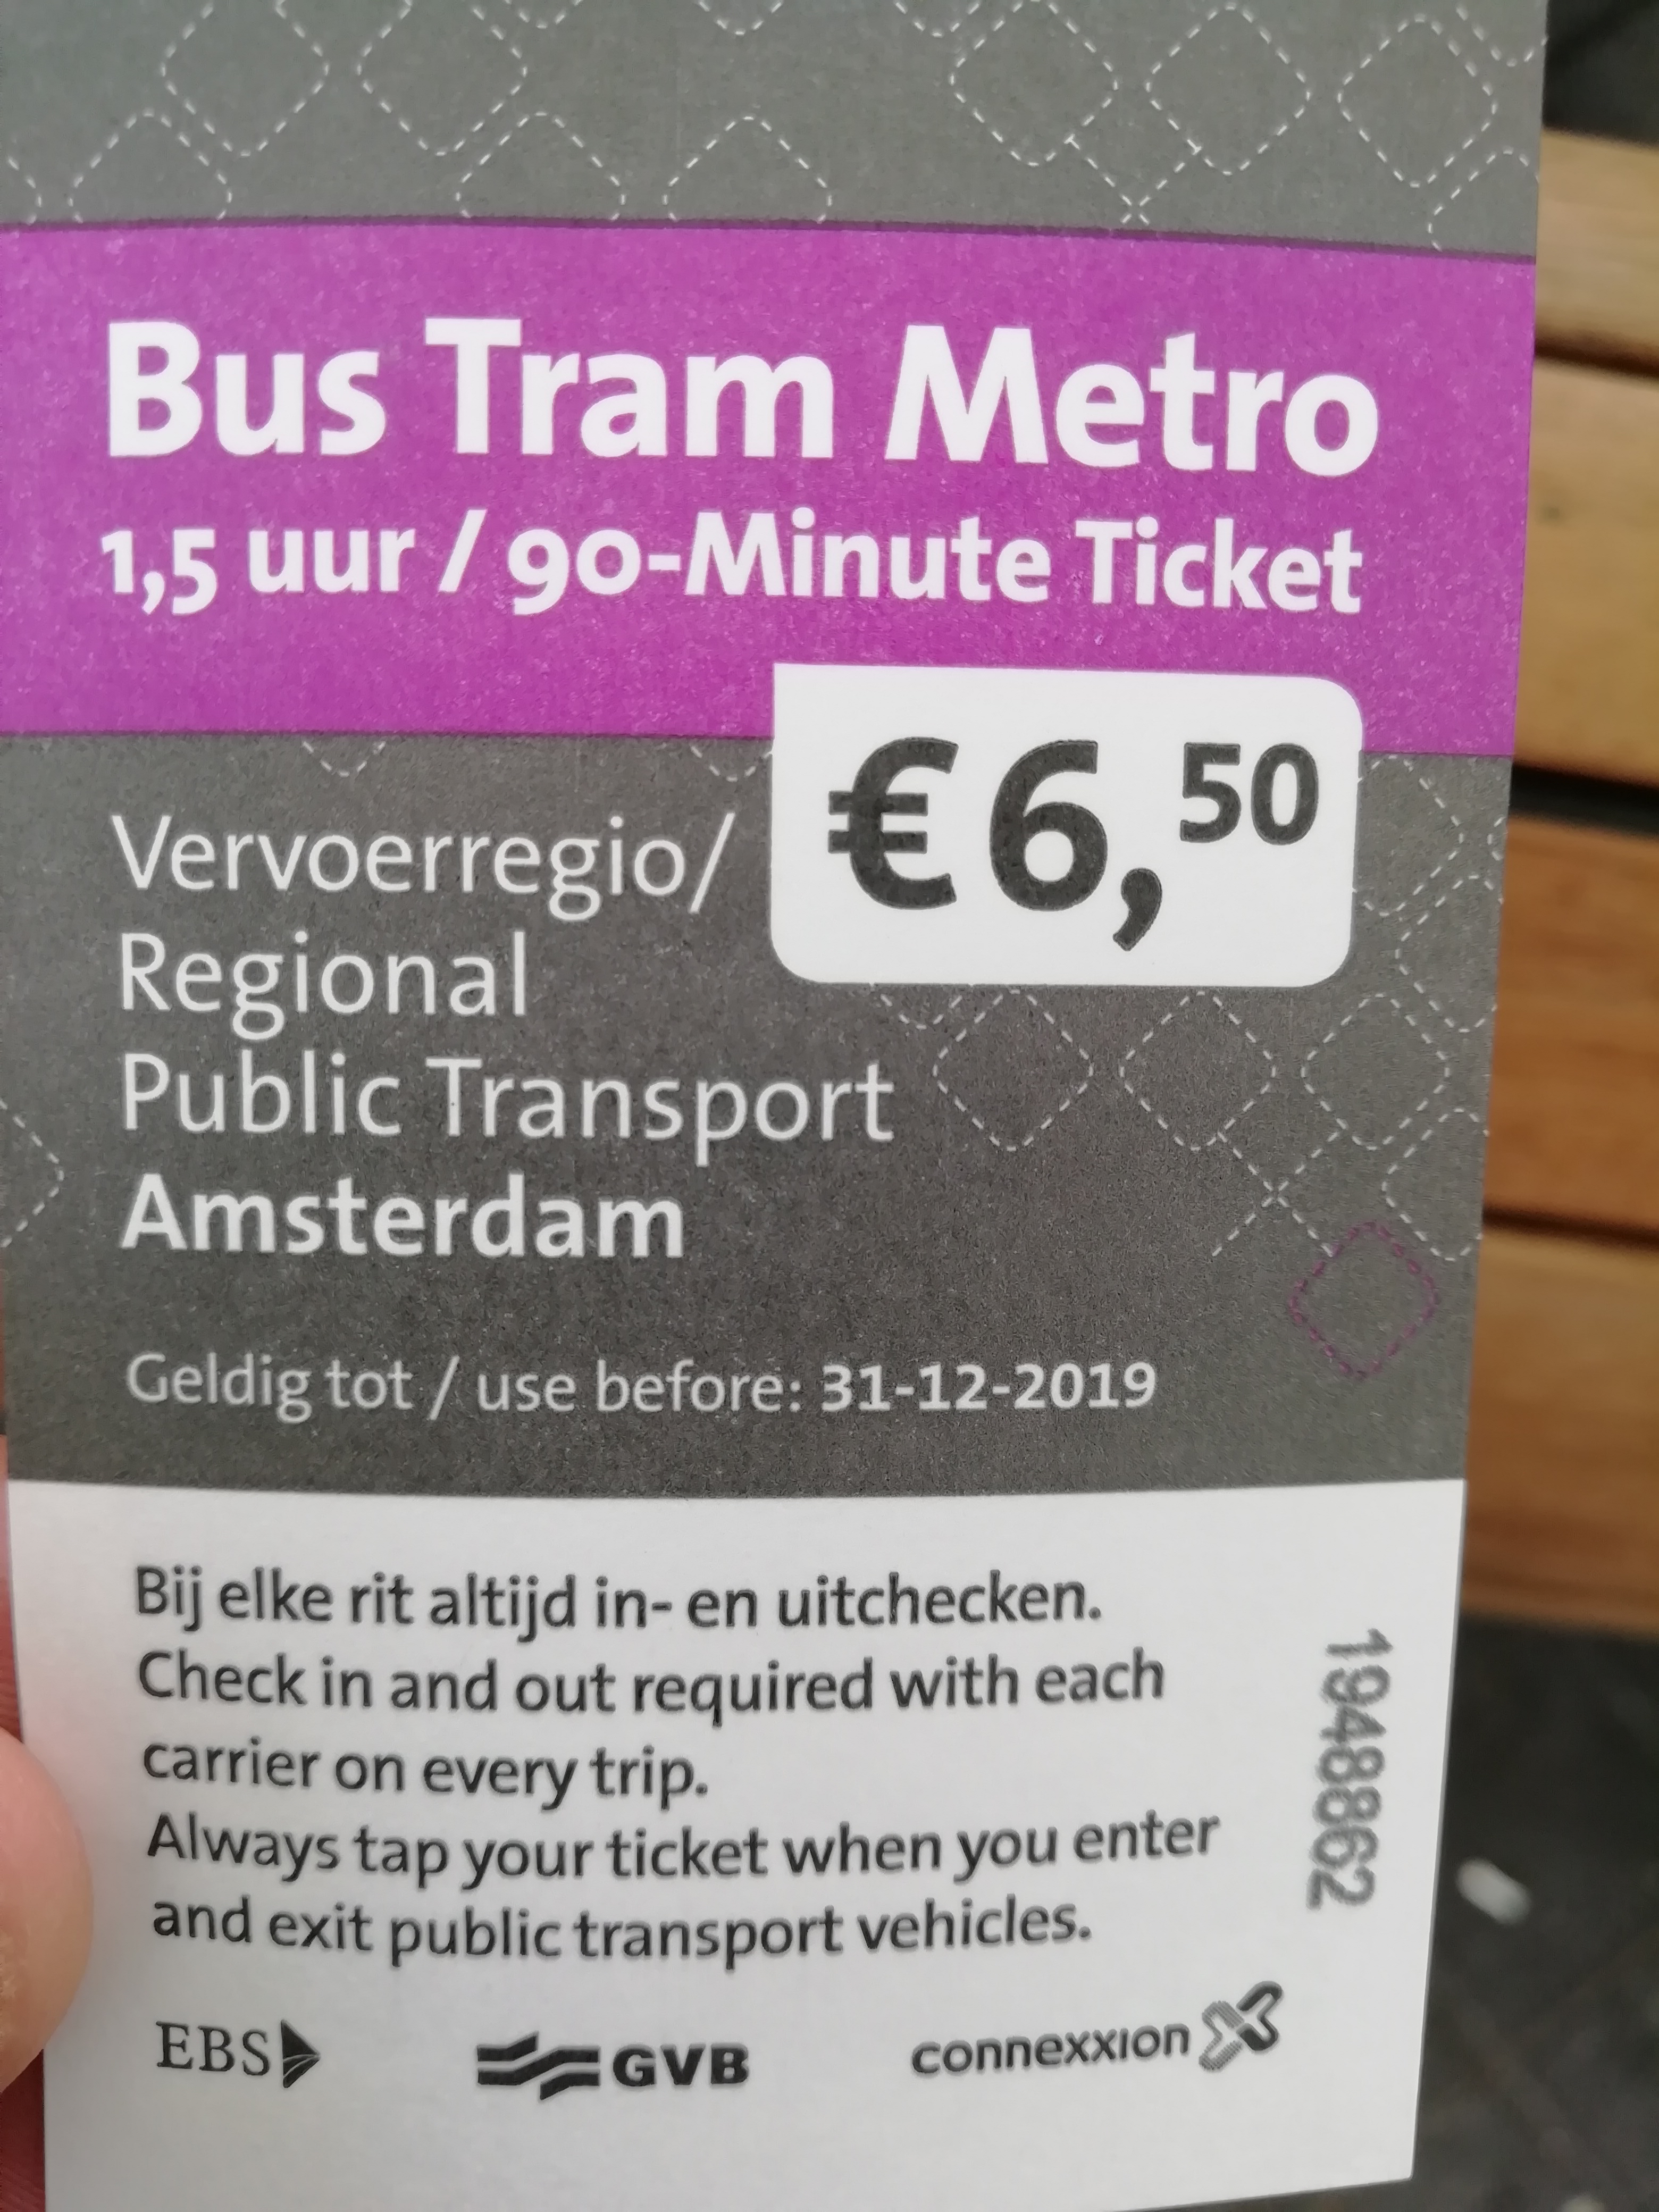 Bus Tram Metro
1,5 uur / 90-Minute Ticket
€6,50
Vervoerregio/
Regional
Public Transport
Amsterdam
Geldig tot / use before: 31-12-2019
Bij elke rit altijd in- en uitchecken.
Check in and out required with each
carrier on every trip.
Always tap your ticket when you enter
and exit public transport vehicles.
19488862
EBS
GVB
connexxion